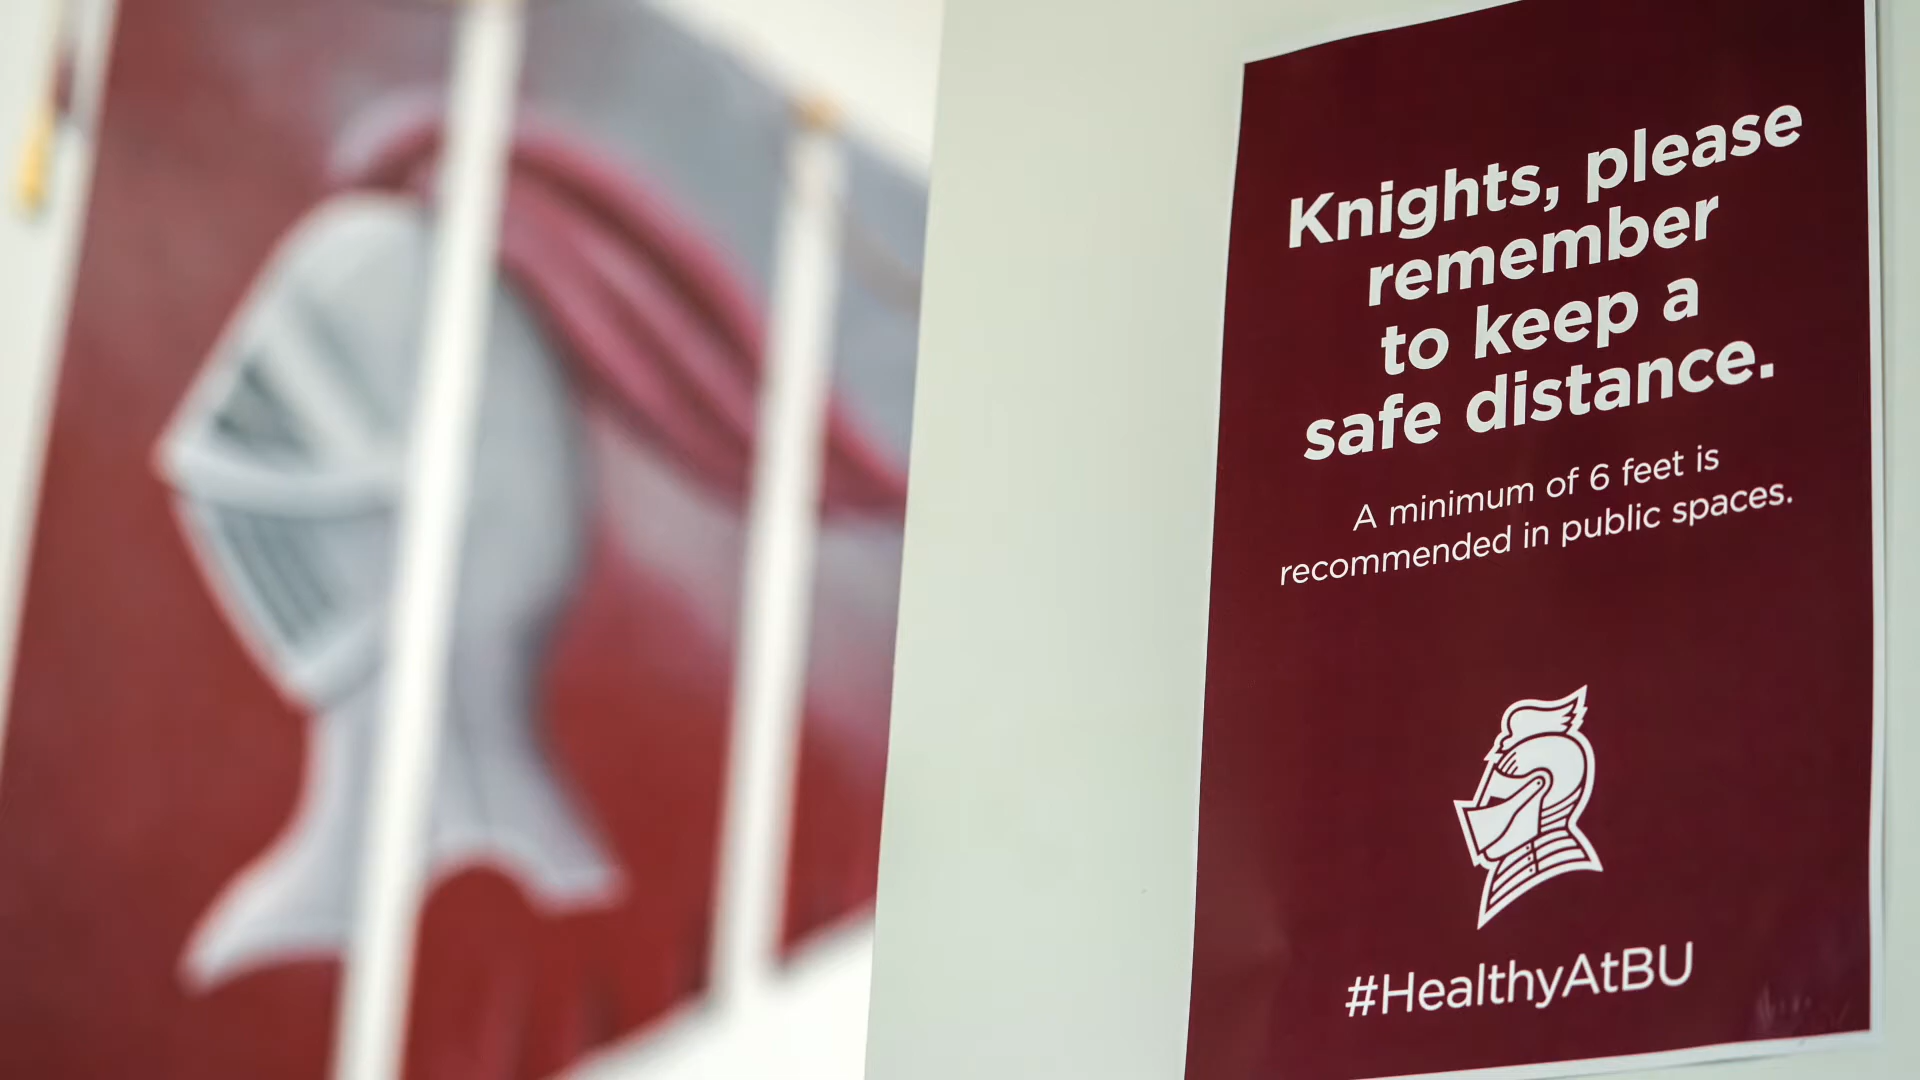 Knights, please
remember
to keep a
safe distance.
A minimum of 6 feet is
recommended in public spaces.
#HealthyAtBU